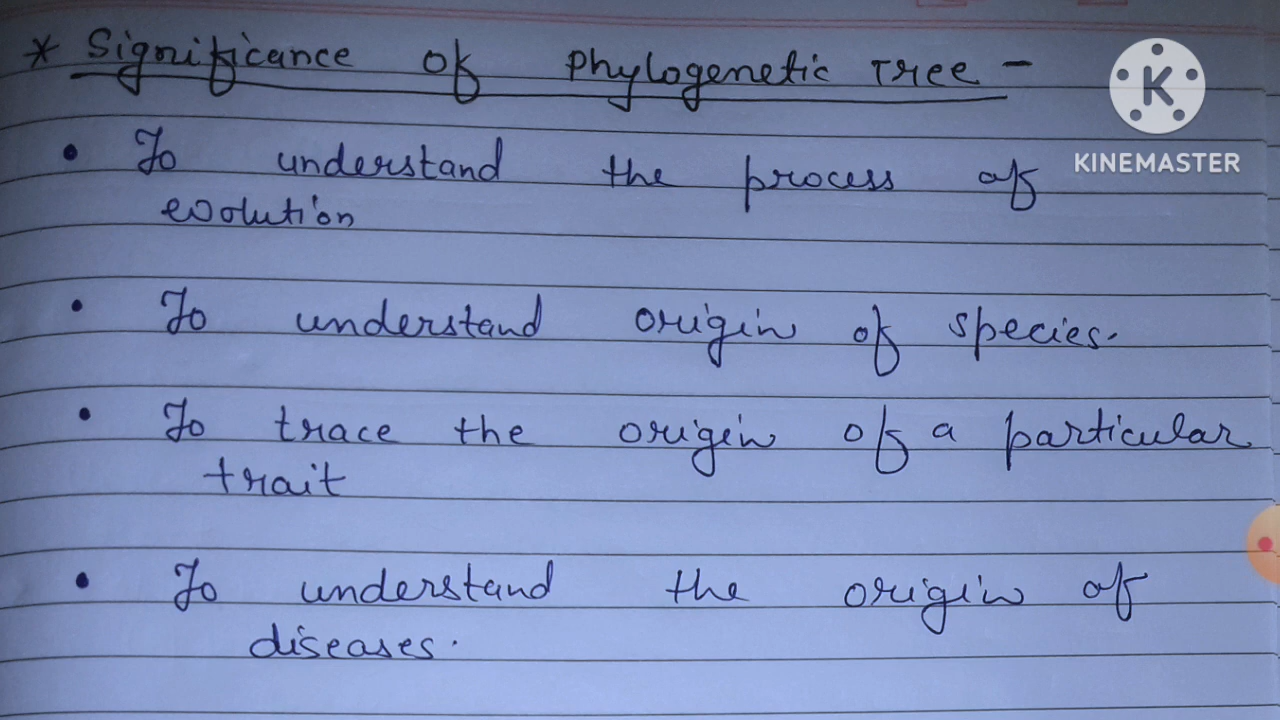 * Significance of Phylogenetic Tree -
K
KINEMASTER
• To understand the process of
evolution
• To understand origin of species.
• To trace the origin of a particular
trait
• To understand the origin of
diseases.